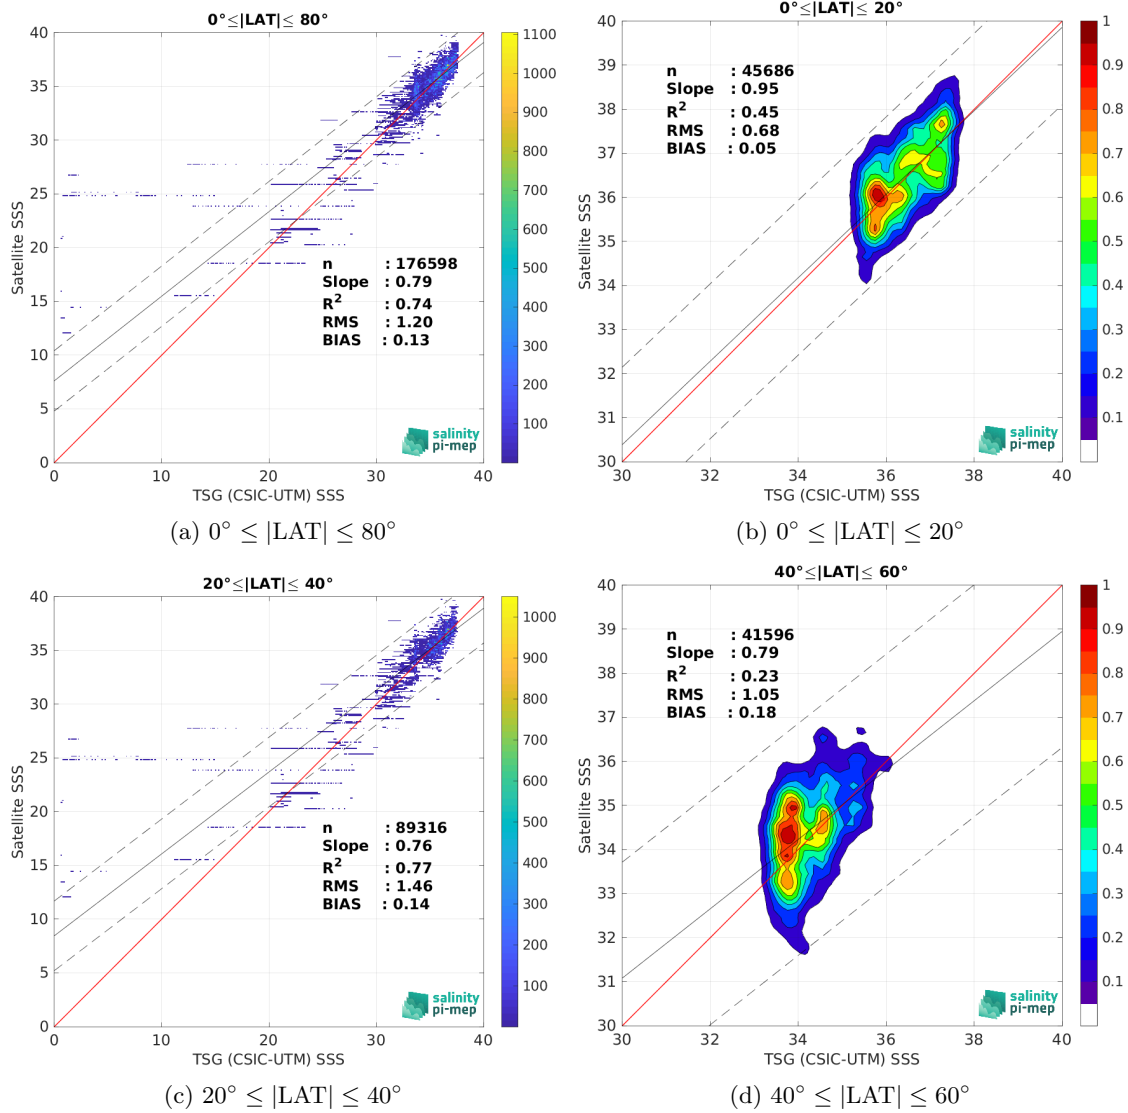 0°≤|LAT|≤ 80°
40
35
30
25
20
15
10
5
0
Satellite SSS
n : 176598
Slope : 0.79
R² : 0.74
RMS : 1.20
BIAS : 0.13
salinity
pi-mep
0 10 20 30 40
TSG (CSIC-UTM) SSS
1100
1000
900
800
700
600
500
400
300
200
100
(a) 0° ≤ |LAT| ≤ 80°
0°≤|LAT|≤ 20°
40
39
38
37
36
35
34
33
32
31
30
Satellite SSS
n : 45686
Slope : 0.95
R² : 0.45
RMS : 0.68
BIAS : 0.05
salinity
pi-mep
30 32 34 36 38 40
TSG (CSIC-UTM) SSS
1
0.9
0.8
0.7
0.6
0.5
0.4
0.3
0.2
0.1
(b) 0° ≤ |LAT| ≤ 20°
20°≤|LAT|≤ 40°
40
35
30
25
20
15
10
5
0
Satellite SSS
n : 89316
Slope : 0.76
R² : 0.77
RMS : 1.46
BIAS : 0.14
salinity
pi-mep
0 10 20 30 40
TSG (CSIC-UTM) SSS
1000
900
800
700
600
500
400
300
200
100
(c) 20° ≤ |LAT| ≤ 40°
40°≤|LAT|≤ 60°
40
39
38
37
36
35
34
33
32
31
30
Satellite SSS
n : 41596
Slope : 0.79
R² : 0.23
RMS : 1.05
BIAS : 0.18
salinity
pi-mep
30 32 34 36 38 40
TSG (CSIC-UTM) SSS
1
0.9
0.8
0.7
0.6
0.5
0.4
0.3
0.2
0.1
(d) 40° ≤ |LAT| ≤ 60°